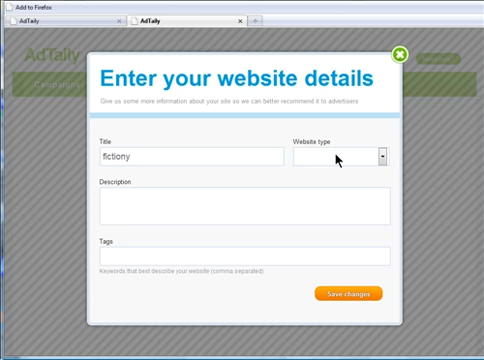 Add to Firefox
AdTally
AdTally
AdTally
Campaigns
Enter your website details
Give us some more information about your site so we can better recommend it to advertisers
Title
Website type
fictiony
Description
Tags
Keywords that best describe your website (comma separated)
Save changes